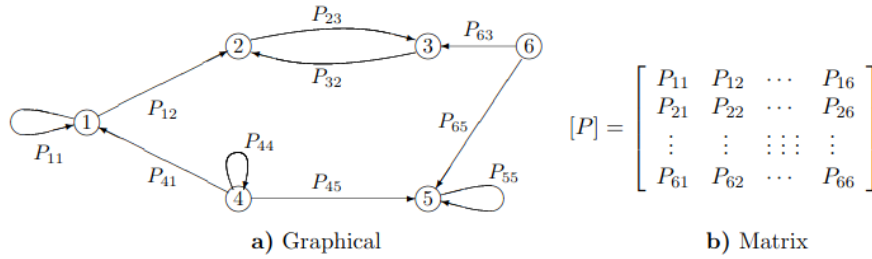 P₂₃
P₆₃
2
3
6
P₃₂
P₁₂
P₆₅
1
P₁₁
P₄₄
P₄₁
P₄₅
P₅₅
4
5
a) Graphical
[P] =
P₁₁ P₁₂ ⋯ P₁₆
P₂₁ P₂₂ ⋯ P₂₆
⋮ ⋮ ⋮⋮⋮ ⋮
P₆₁ P₆₂ ⋯ P₆₆
b) Matrix